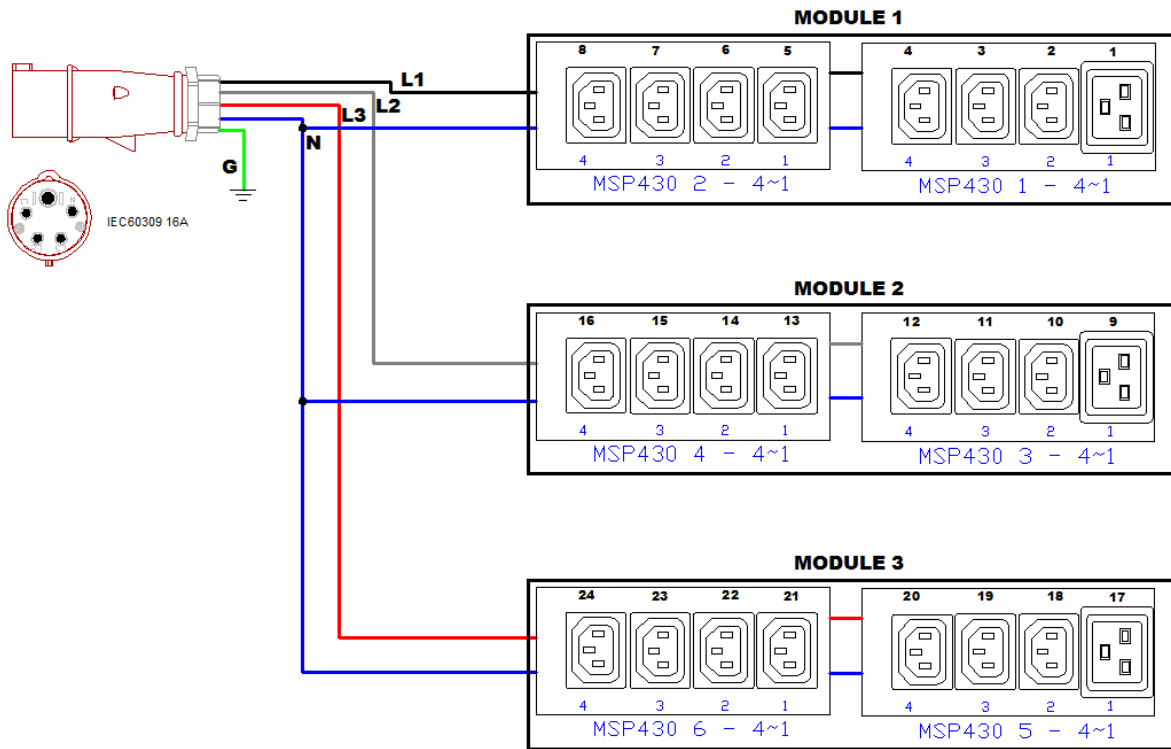 MODULE 1
8 7 6 5 4 3 2 1
4 3 2 1 4 3 2 1
MSP430 2 - 4~1 MSP430 1 - 4~1
L1
L2
L3
N
G
IEC60309 16A
MODULE 2
16 15 14 13 12 11 10 9
4 3 2 1 4 3 2 1
MSP430 4 - 4~1 MSP430 3 - 4~1
MODULE 3
24 23 22 21 20 19 18 17
4 3 2 1 4 3 2 1
MSP430 6 - 4~1 MSP430 5 - 4~1